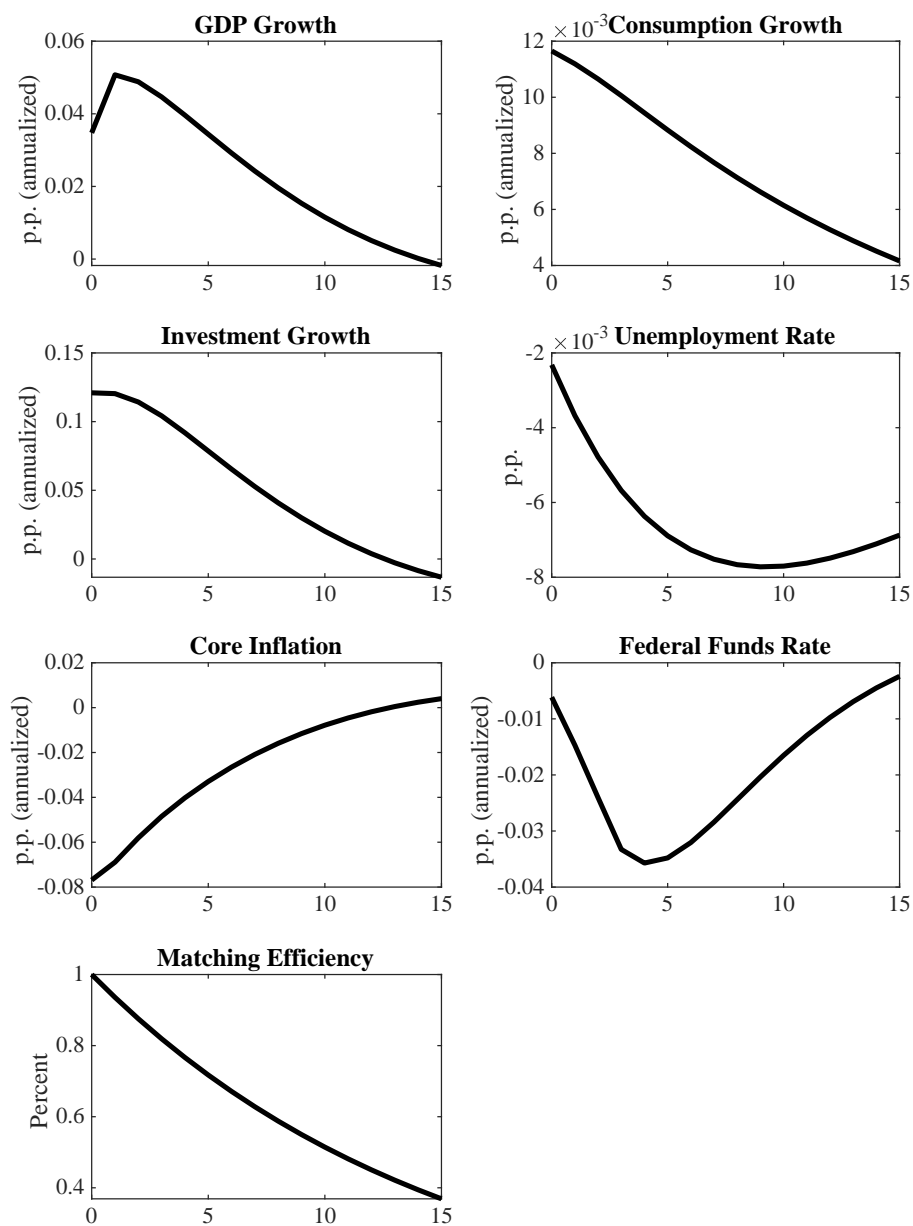 GDP Growth
p.p. (annualized)
0.06
0.04
0.02
0
0 5 10 15
×10⁻³ Consumption Growth
p.p. (annualized)
12
10
8
6
4
0 5 10 15
Investment Growth
p.p. (annualized)
0.15
0.1
0.05
0
0 5 10 15
×10⁻³ Unemployment Rate
p.p.
-2
-4
-6
-8
0 5 10 15
Core Inflation
p.p. (annualized)
0.02
0
-0.02
-0.04
-0.06
-0.08
0 5 10 15
Federal Funds Rate
p.p. (annualized)
0
-0.01
-0.02
-0.03
-0.04
0 5 10 15
Matching Efficiency
Percent
1
0.8
0.6
0.4
0 5 10 15